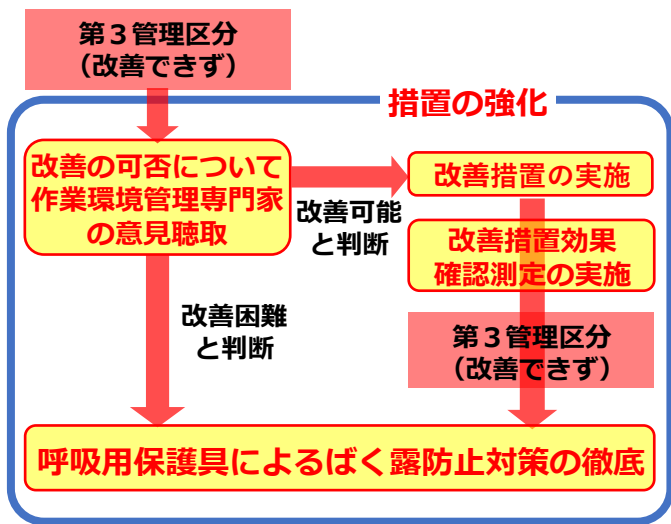 第３管理区分
（改善できず）
措置の強化
改善の可否について
作業環境管理専門家
の意見聴取
改善可能
と判断
改善措置の実施
改善措置効果
確認測定の実施
改善困難
と判断
第３管理区分
（改善できず）
呼吸用保護具によるばく露防止対策の徹底